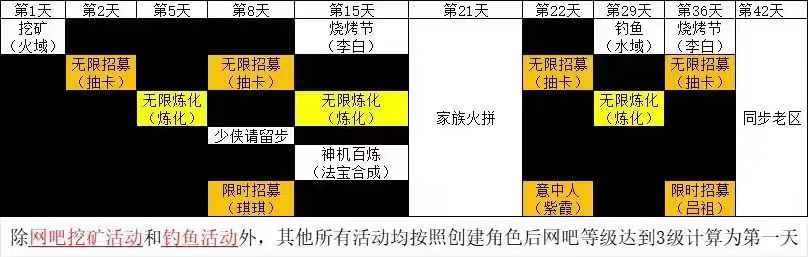 第1天 第2天 第5天 第8天 第15天 第21天 第22天 第29天 第36天 第42天
挖矿 烧烤节 钓鱼 烧烤节
(火域) (李白) (水域) (李白)
无限招募 无限招募 无限招募 无限招募
(抽卡) (抽卡) (抽卡) (抽卡)
无限炼化 无限炼化 家族火拼 无限炼化 同步老区
(炼化) (炼化) (炼化)
少侠请留步
神机百炼
(法宝合成)
限时招募 意中人 限时招募
(琪琪) (紫霞) (吕祖)
除网吧挖矿活动和钓鱼活动外，其他所有活动均按照创建角色后网吧等级达到3级计算为第一天